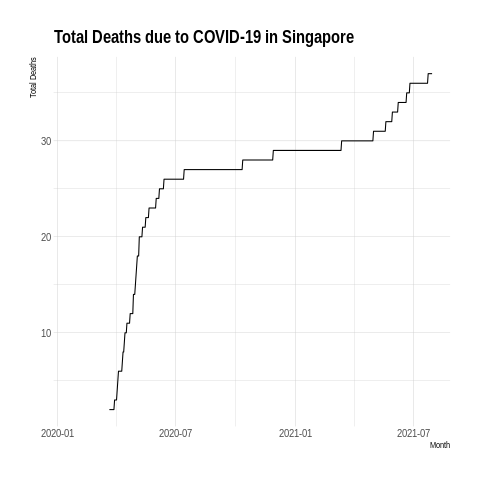 Total Deaths due to COVID-19 in Singapore
Total Deaths
30
20
10
2020-01 2020-07 2021-01 2021-07
Month